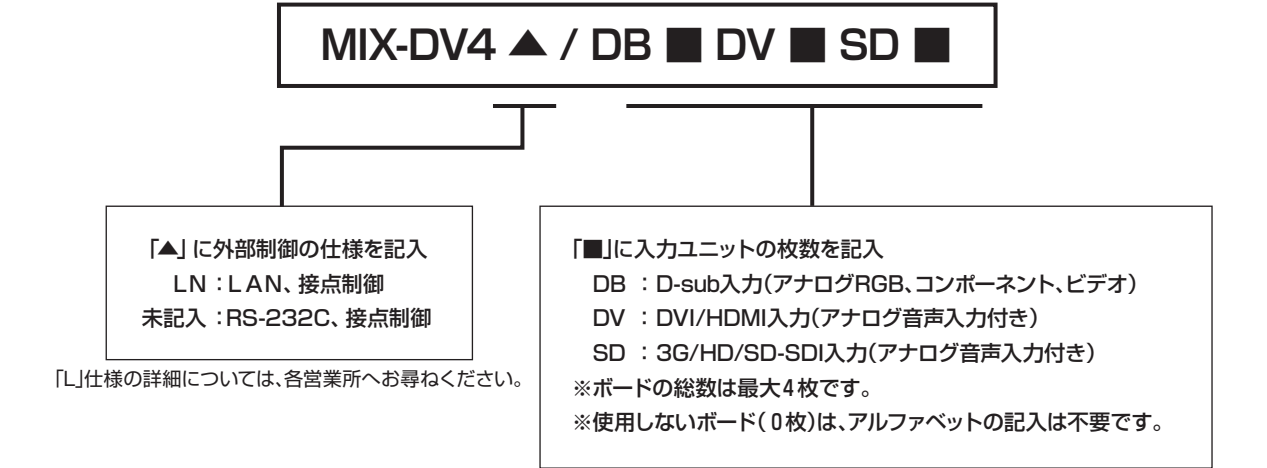 MIX-DV4 ▲ / DB ■ DV ■ SD ■
「▲」に外部制御の仕様を記入
LN：LAN、接点制御
未記入：RS-232C、接点制御
「L」仕様の詳細については、各営業所へお尋ねください。
「■」に入力ユニットの枚数を記入
DB ：D-sub入力（アナログRGB、コンポーネント、ビデオ）
DV ：DVI/HDMI入力（アナログ音声入力付き）
SD ：3G/HD/SD-SDI入力（アナログ音声入力付き）
※ボードの総数は最大4枚です。
※使用しないボード（0枚）は、アルファベットの記入は不要です。